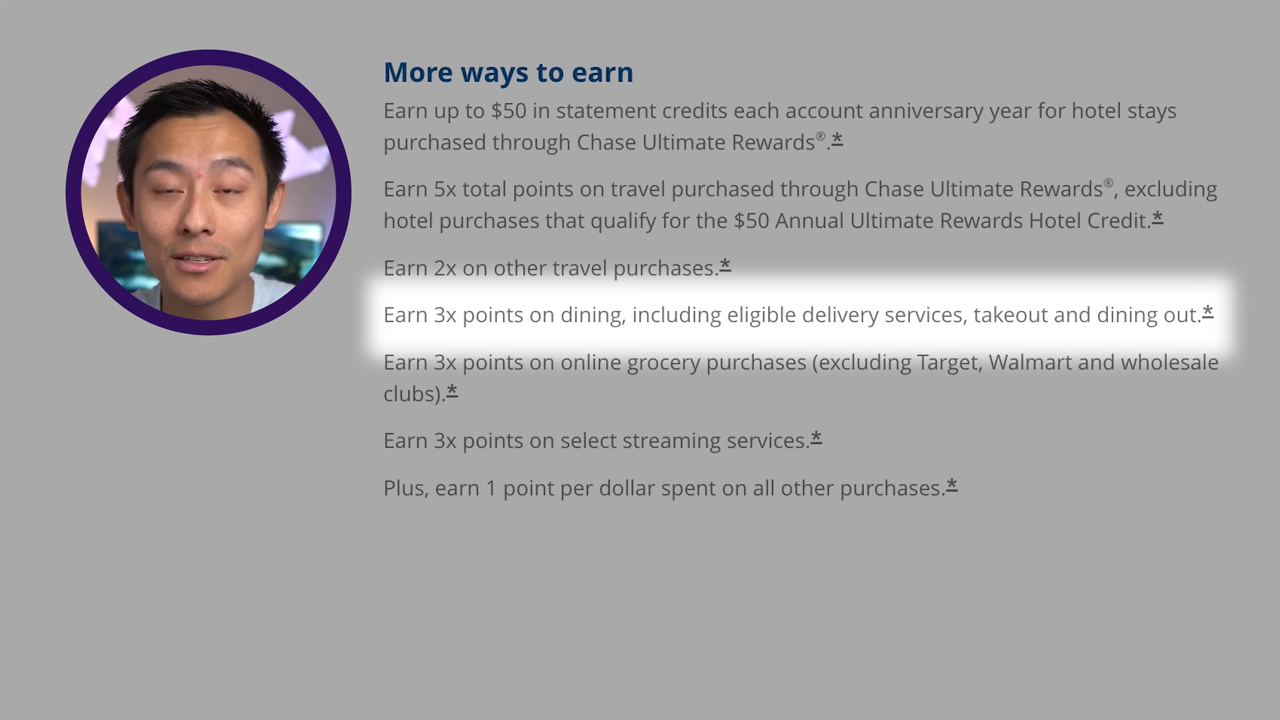 More ways to earn
Earn up to $50 in statement credits each account anniversary year for hotel stays
purchased through Chase Ultimate Rewards®.*
Earn 5x total points on travel purchased through Chase Ultimate Rewards®, excluding
hotel purchases that qualify for the $50 Annual Ultimate Rewards Hotel Credit.*
Earn 2x on other travel purchases.*
Earn 3x points on dining, including eligible delivery services, takeout and dining out.*
Earn 3x points on online grocery purchases (excluding Target, Walmart and wholesale
clubs).*
Earn 3x points on select streaming services.*
Plus, earn 1 point per dollar spent on all other purchases.*